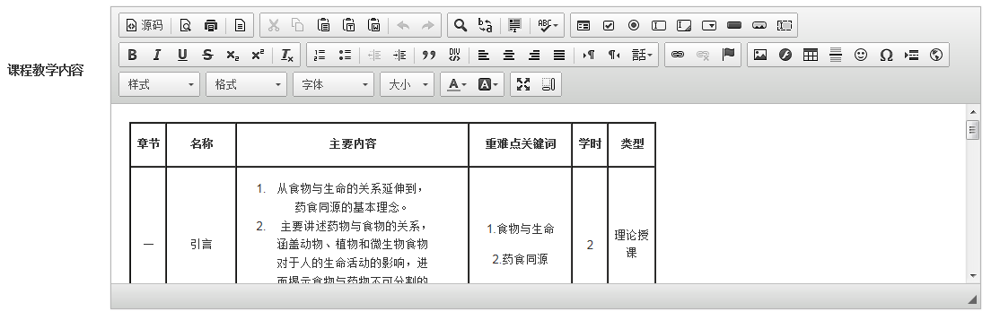 源码
ABC
B I U S x₂ x² Tx
DIV
話
课程教学内容
样式 格式 字体 大小 A A
章节 名称 主要内容 重难点关键词 学时 类型
1. 从食物与生命的关系延伸到，
药食同源的基本理念。
2. 主要讲述药物与食物的关系，
1.食物与生命
一 引言 涵盖动物、植物和微生物食物 2 理论授
课
对于人的生命活动的影响，进
2.药食同源
而揭示食物与药物不可分割的